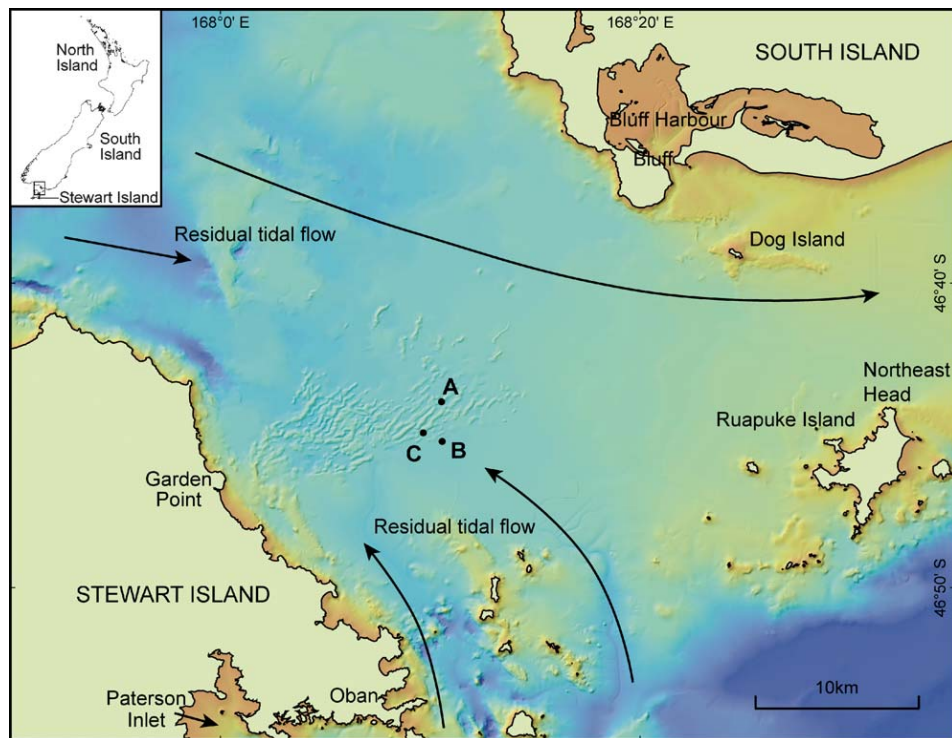 168°0' E
168°20' E
North
Island
South
Island
Stewart Island
SOUTH ISLAND
Bluff Harbour
Bluff
Residual tidal flow
Dog Island
46°40' S
A
Northeast
Head
Ruapuke Island
C
B
Garden
Point
Residual tidal flow
STEWART ISLAND
46°50' S
Paterson
Inlet
Oban
10km